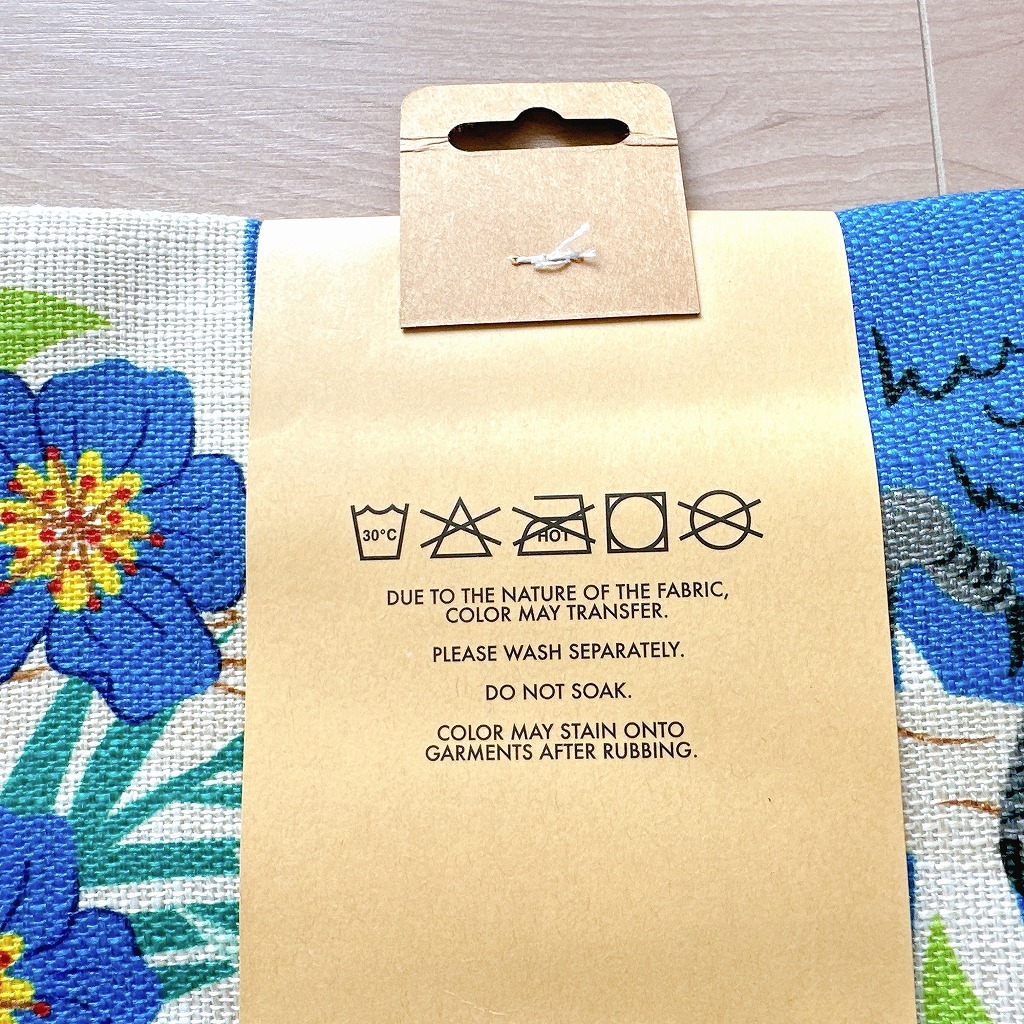 30°C HOT
DUE TO THE NATURE OF THE FABRIC,
COLOR MAY TRANSFER.
PLEASE WASH SEPARATELY.
DO NOT SOAK.
COLOR MAY STAIN ONTO
GARMENTS AFTER RUBBING.